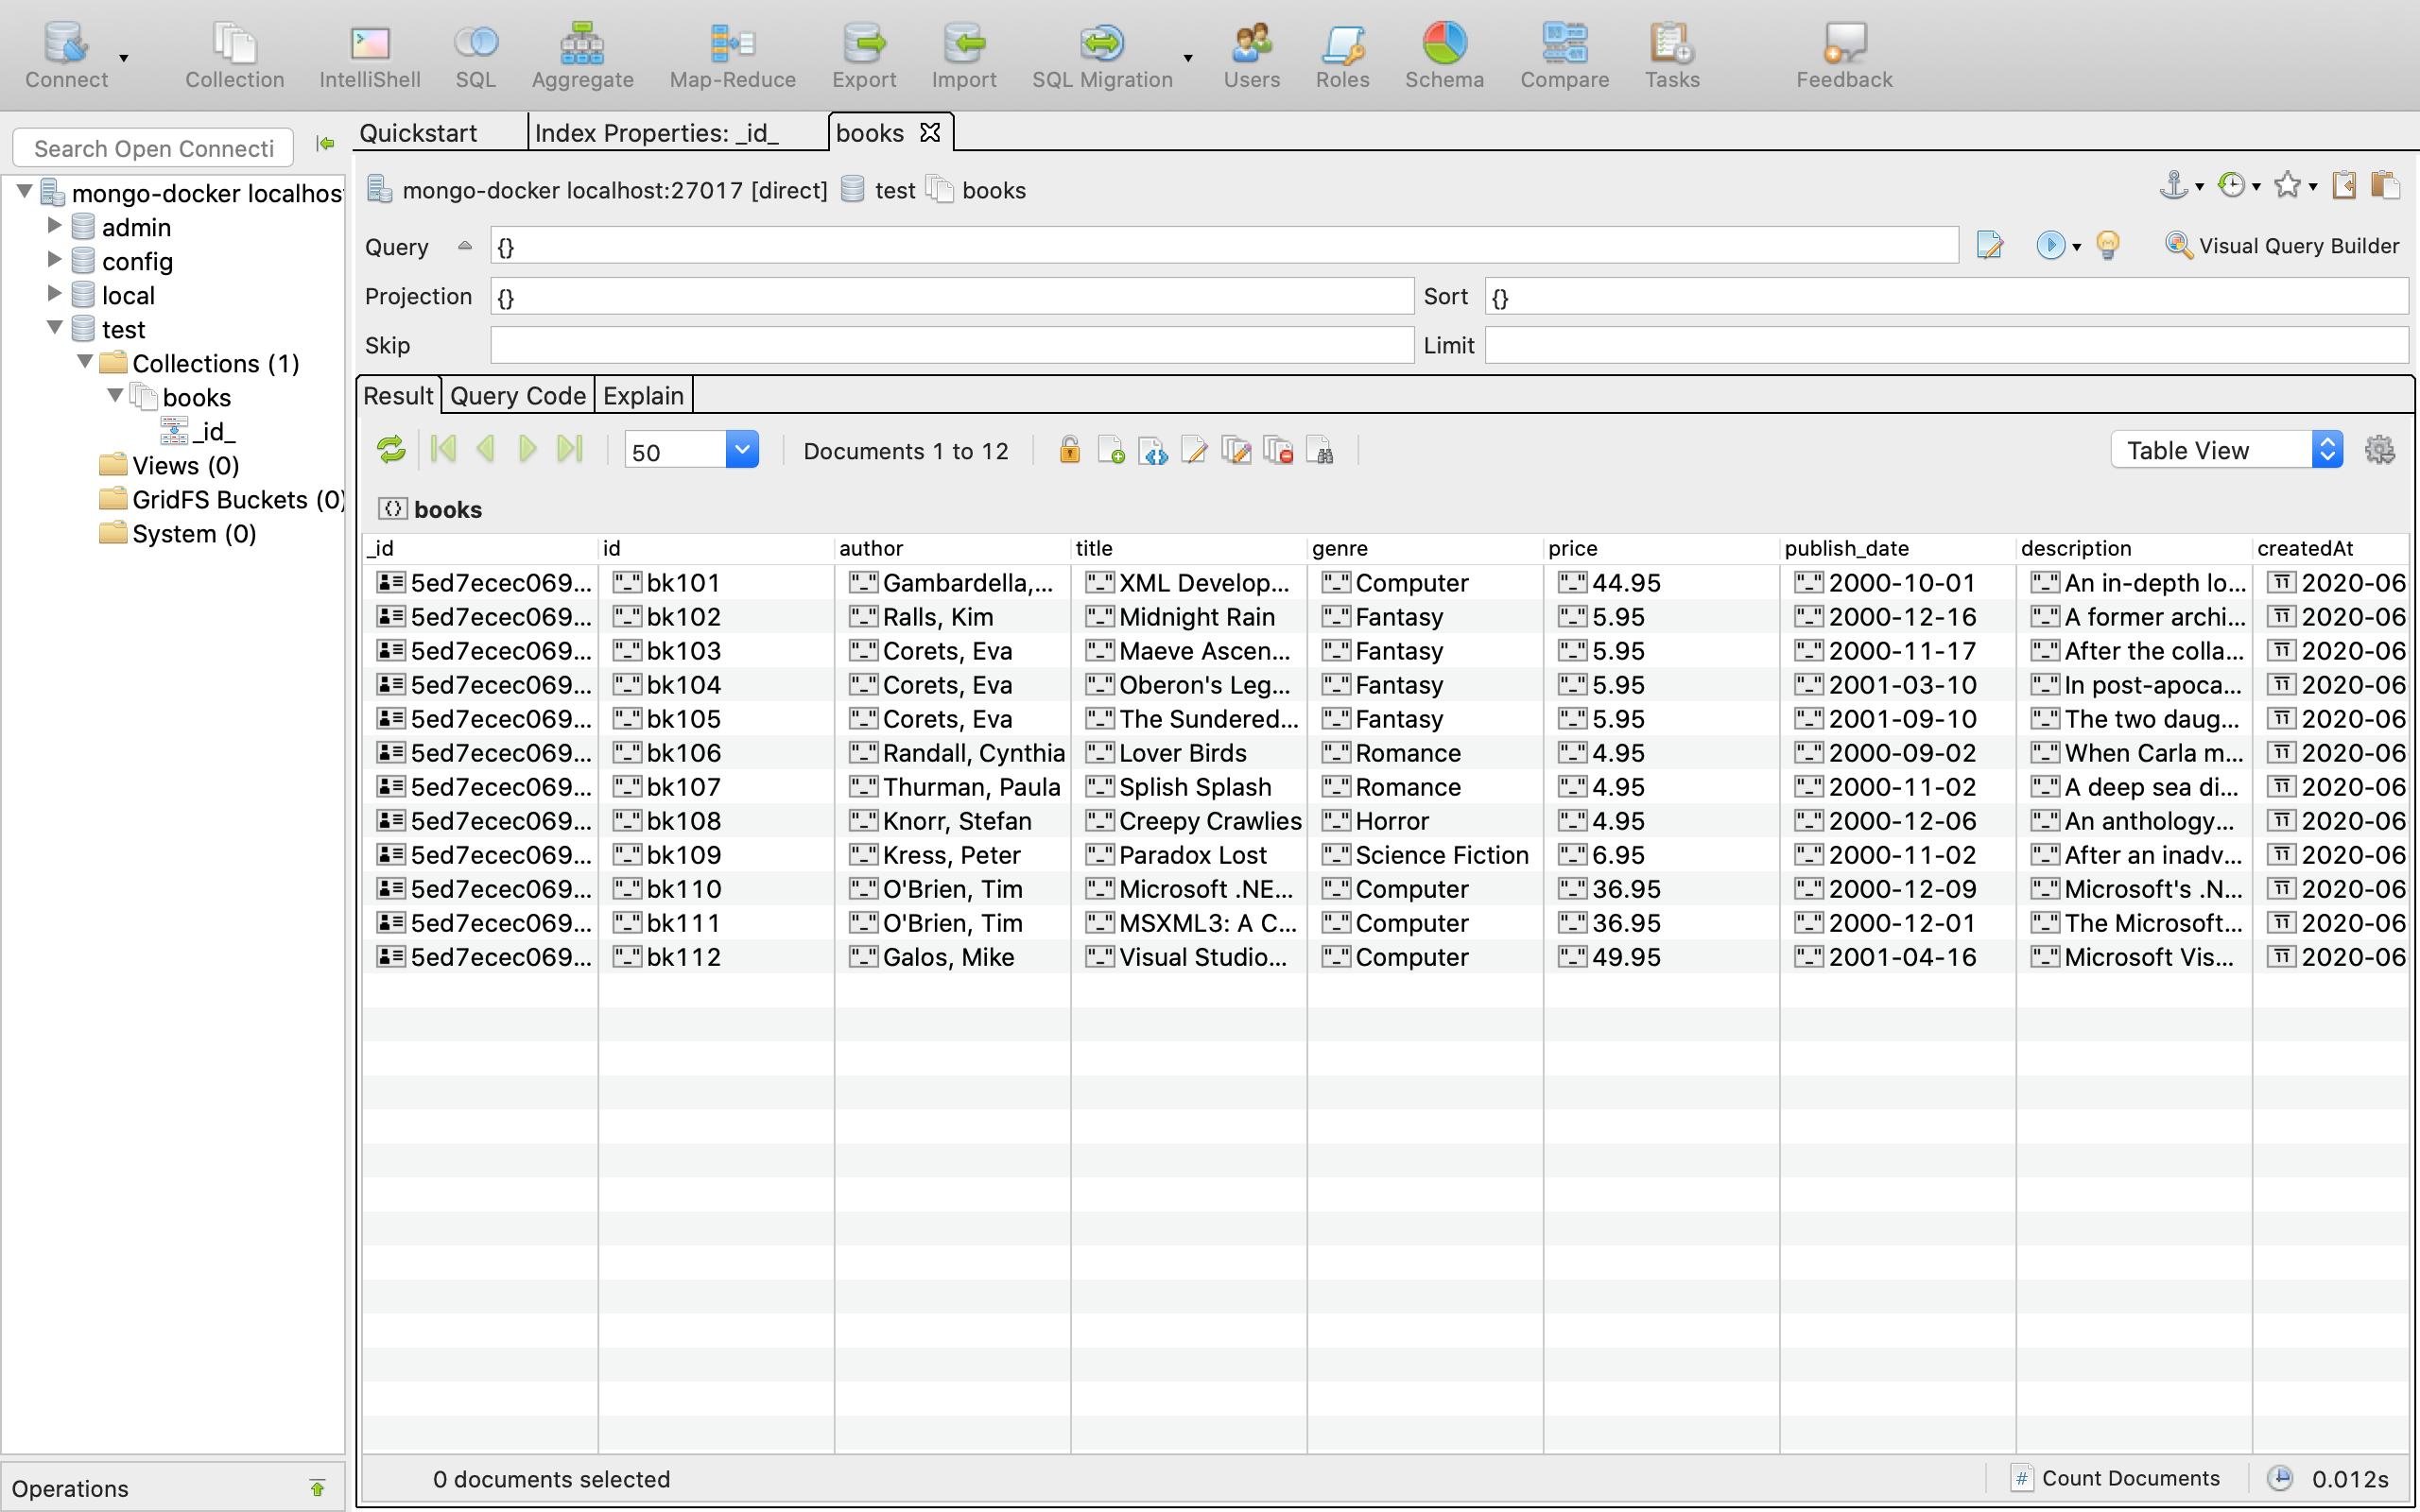 Connect Collection IntelliShell SQL Aggregate Map-Reduce Export Import SQL Migration Users Roles Schema Compare Tasks Feedback
Search Open Connecti
mongo-docker localhos
admin
config
local
test
Collections (1)
books
_id_
Views (0)
GridFS Buckets (0)
System (0)
Operations
Quickstart Index Properties: _id_ books
mongo-docker localhost:27017 [direct] test books
Query {} Visual Query Builder
Projection {} Sort {}
Skip Limit
Result Query Code Explain
50 Documents 1 to 12 Table View
books
_id id author title genre price publish_date description createdAt
5ed7ecec069... bk101 Gambardella,... XML Develop... Computer 44.95 2000-10-01 An in-depth lo... 2020-06
5ed7ecec069... bk102 Ralls, Kim Midnight Rain Fantasy 5.95 2000-12-16 A former archi... 2020-06
5ed7ecec069... bk103 Corets, Eva Maeve Ascen... Fantasy 5.95 2000-11-17 After the colla... 2020-06
5ed7ecec069... bk104 Corets, Eva Oberon's Leg... Fantasy 5.95 2001-03-10 In post-apoca... 2020-06
5ed7ecec069... bk105 Corets, Eva The Sundered... Fantasy 5.95 2001-09-10 The two daug... 2020-06
5ed7ecec069... bk106 Randall, Cynthia Lover Birds Romance 4.95 2000-09-02 When Carla m... 2020-06
5ed7ecec069... bk107 Thurman, Paula Splish Splash Romance 4.95 2000-11-02 A deep sea di... 2020-06
5ed7ecec069... bk108 Knorr, Stefan Creepy Crawlies Horror 4.95 2000-12-06 An anthology... 2020-06
5ed7ecec069... bk109 Kress, Peter Paradox Lost Science Fiction 6.95 2000-11-02 After an inadv... 2020-06
5ed7ecec069... bk110 O'Brien, Tim Microsoft .NE... Computer 36.95 2000-12-09 Microsoft's .N... 2020-06
5ed7ecec069... bk111 O'Brien, Tim MSXML3: A C... Computer 36.95 2000-12-01 The Microsoft... 2020-06
5ed7ecec069... bk112 Galos, Mike Visual Studio... Computer 49.95 2001-04-16 Microsoft Vis... 2020-06
0 documents selected Count Documents 0.012s